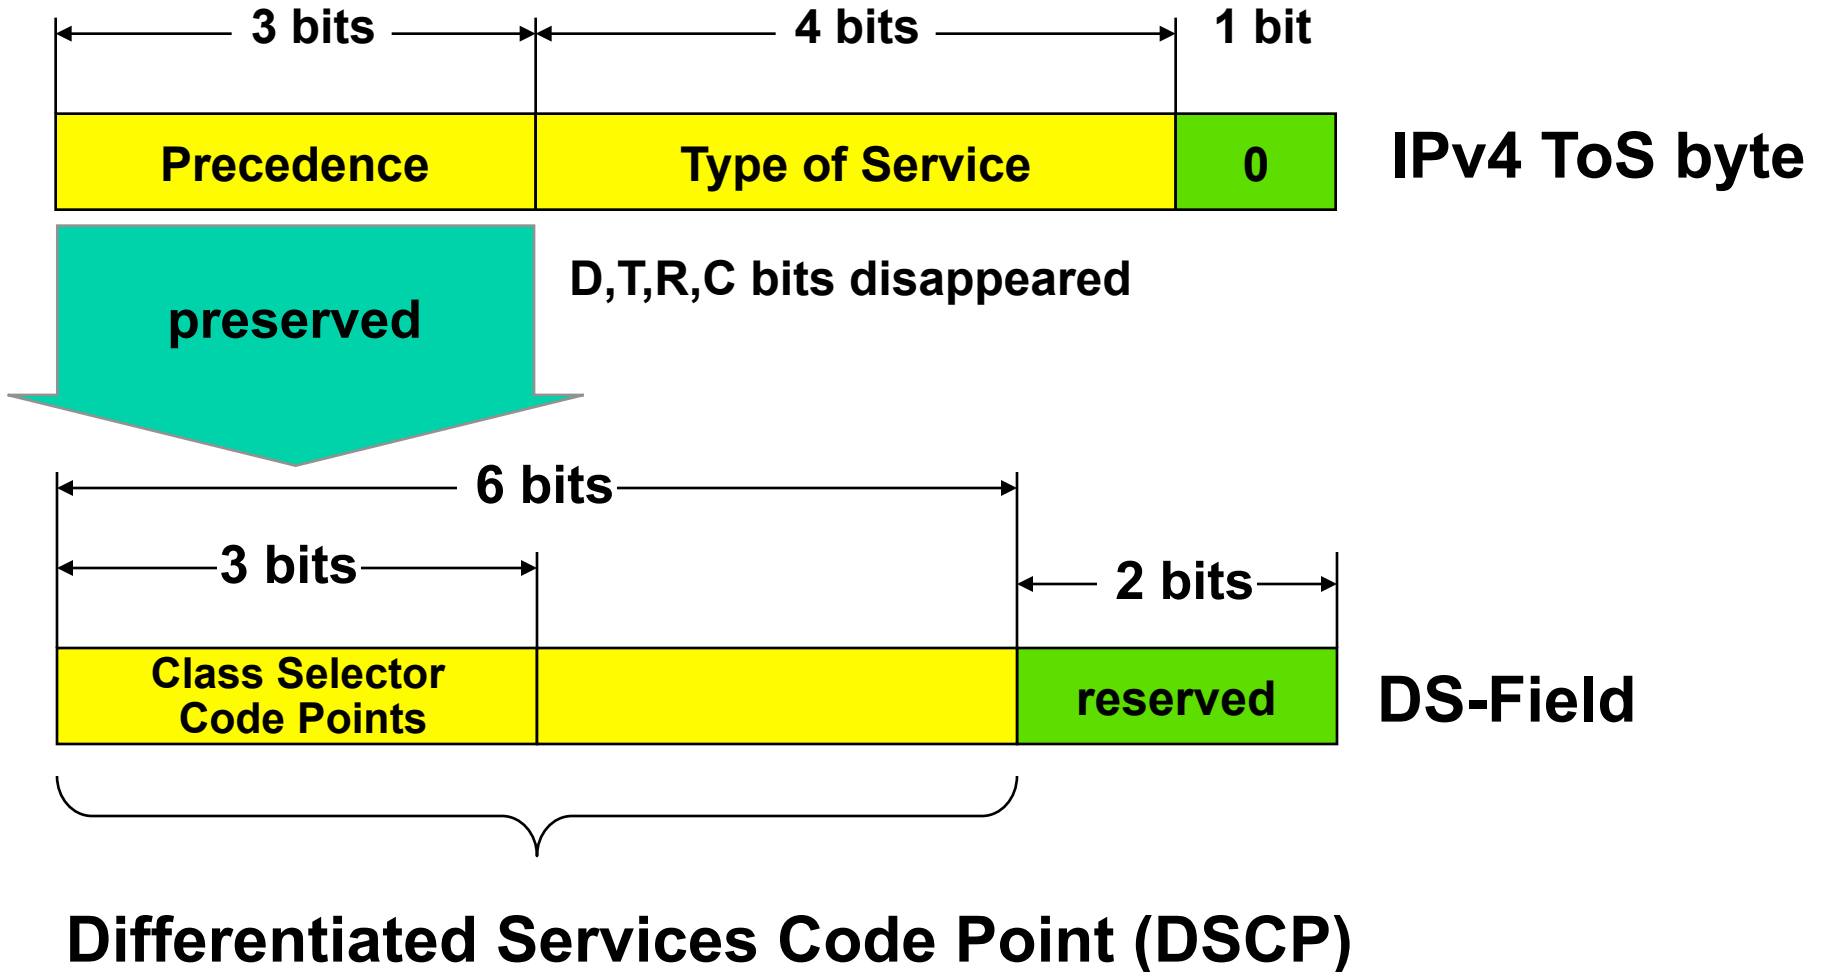 3 bits
4 bits
1 bit
Precedence
Type of Service
0
IPv4 ToS byte
D,T,R,C bits disappeared
preserved
6 bits
3 bits
2 bits
Class Selector
Code Points
reserved
DS-Field
Differentiated Services Code Point (DSCP)